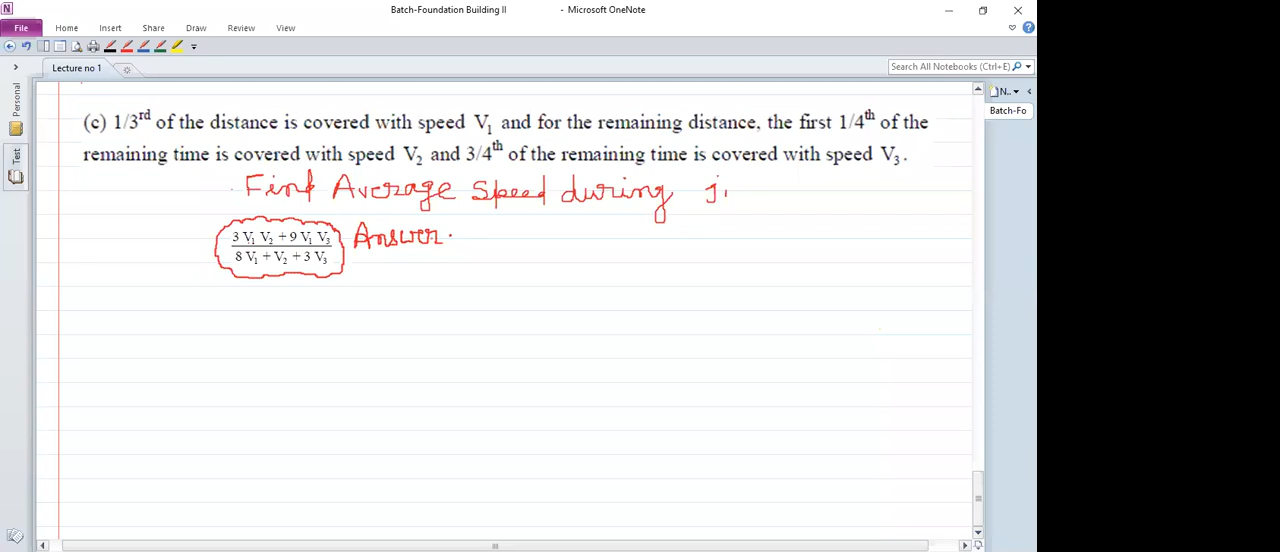 Batch-Foundation Building II - Microsoft OneNote
File Home Insert Share Draw Review View
Lecture no 1
Search All Notebooks (Ctrl+E)
N..
Batch-Fo
Personal
Test
(c) 1/3rd of the distance is covered with speed V1 and for the remaining distance, the first 1/4th of the
remaining time is covered with speed V2 and 3/4th of the remaining time is covered with speed V3.
Find Average Speed during j
3 V1 V2 + 9 V1 V3
8 V1 + V2 + 3 V3
Answer.